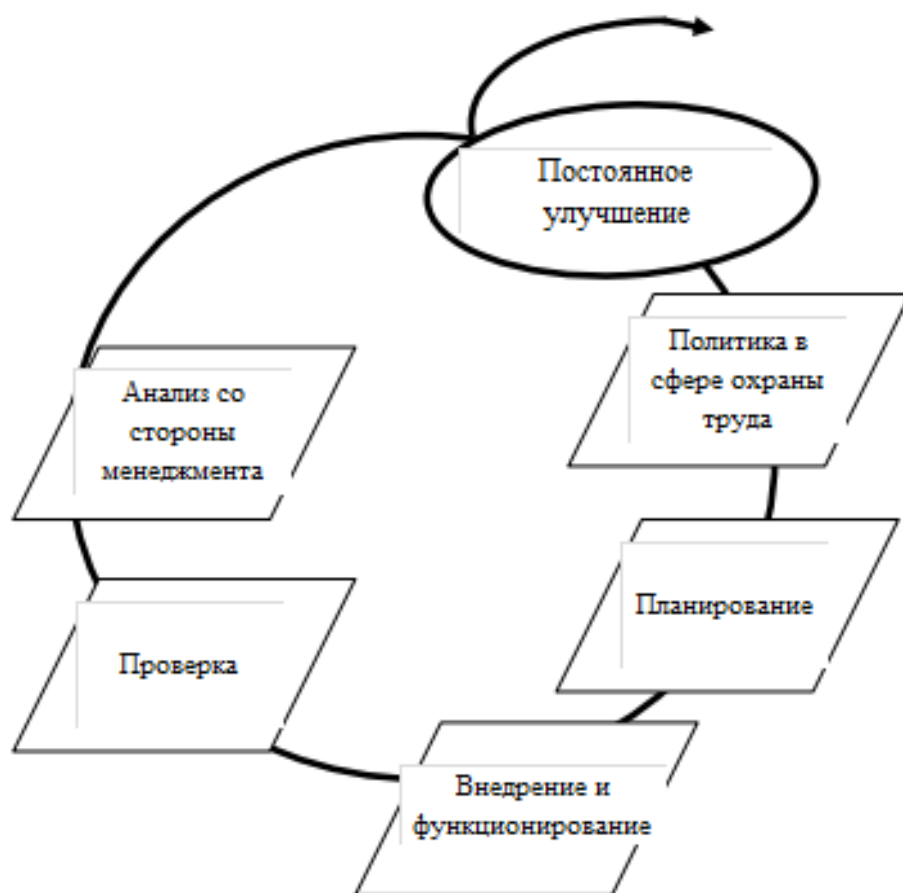 Постоянное
улучшение
Политика в
сфере охраны
труда
Планирование
Внедрение и
функционирование
Проверка
Анализ со
стороны
менеджмента